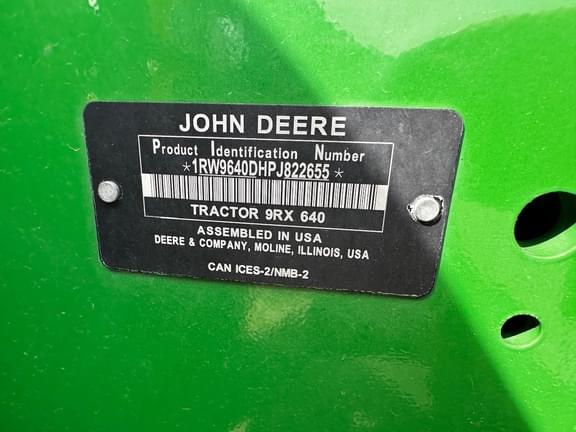 JOHN DEERE
Product Identification Number
*1RW9640DHPJ822655*
TRACTOR 9RX 640
ASSEMBLED IN USA
DEERE & COMPANY, MOLINE, ILLINOIS, USA
CAN ICES-2/NMB-2